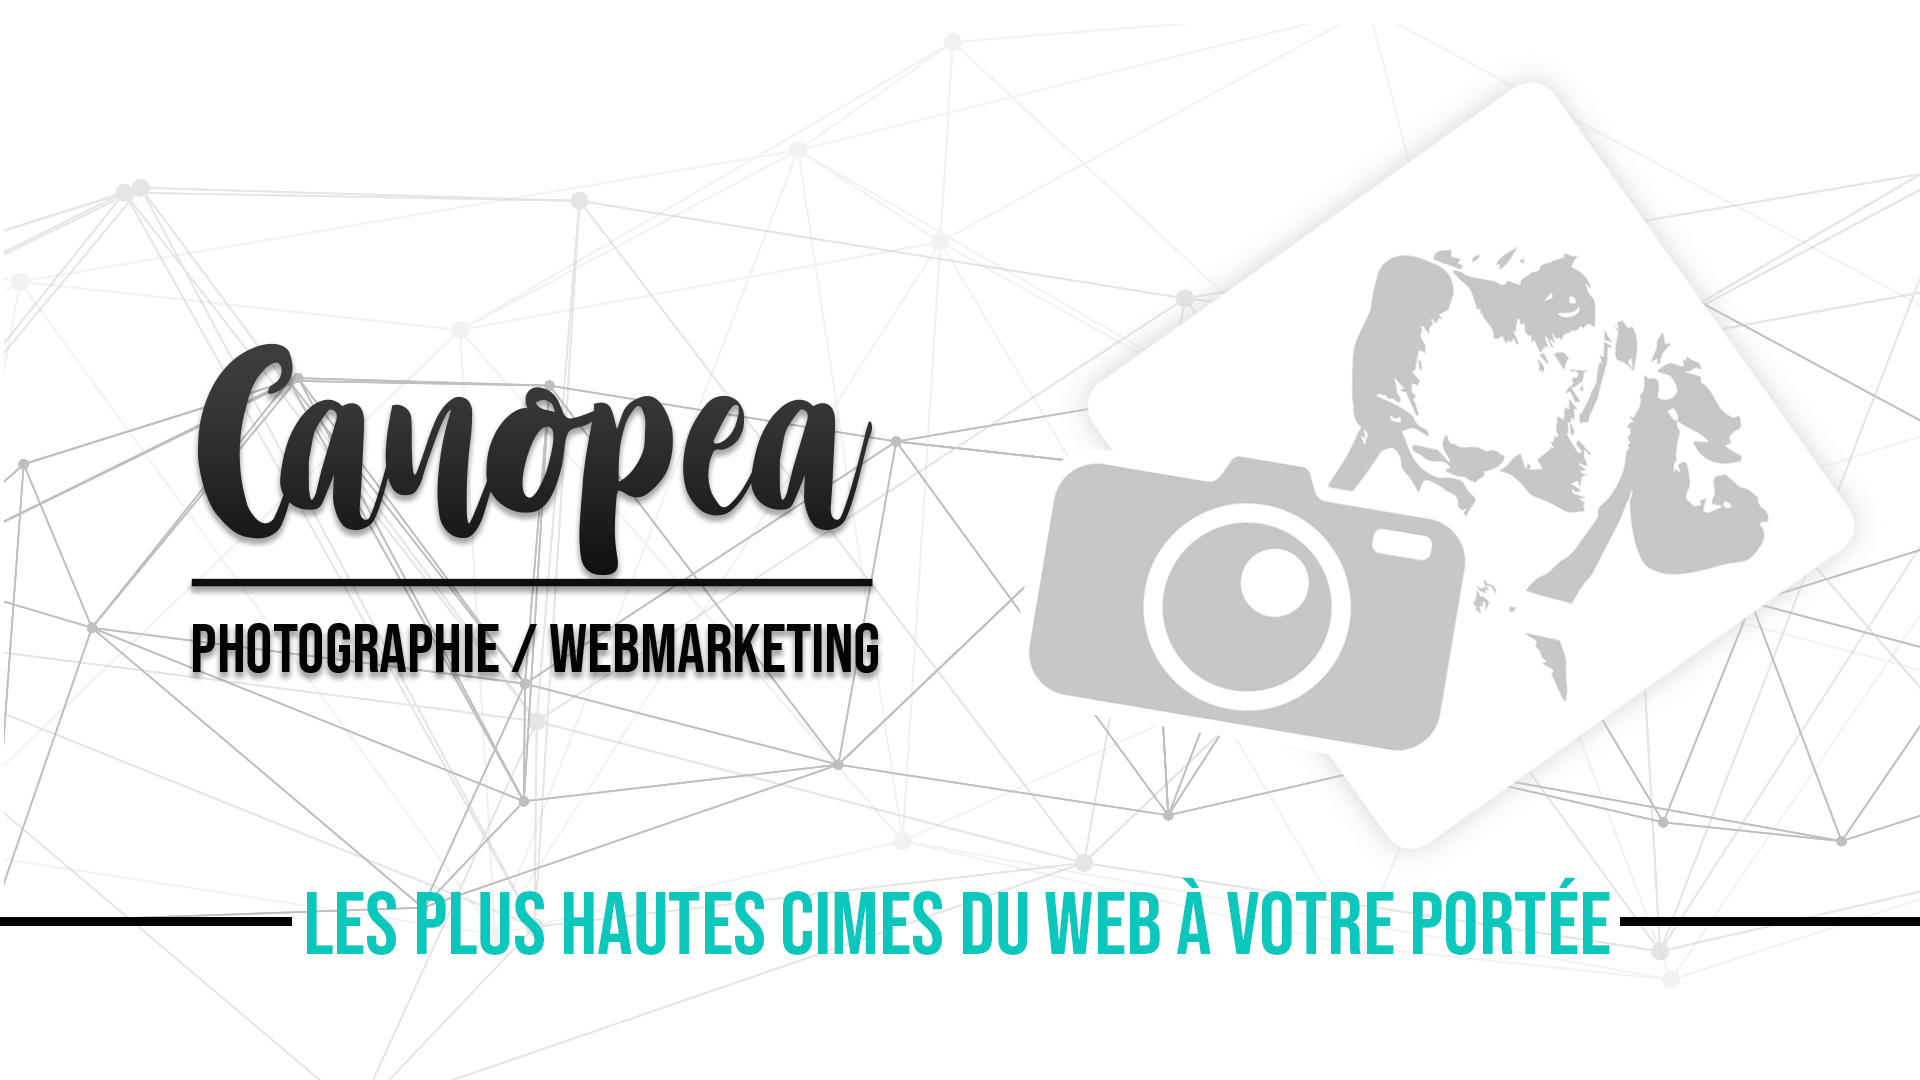 Canopea
PHOTOGRAPHIE / WEBMARKETING
LES PLUS HAUTES CIMES DU WEB À VOTRE PORTÉE